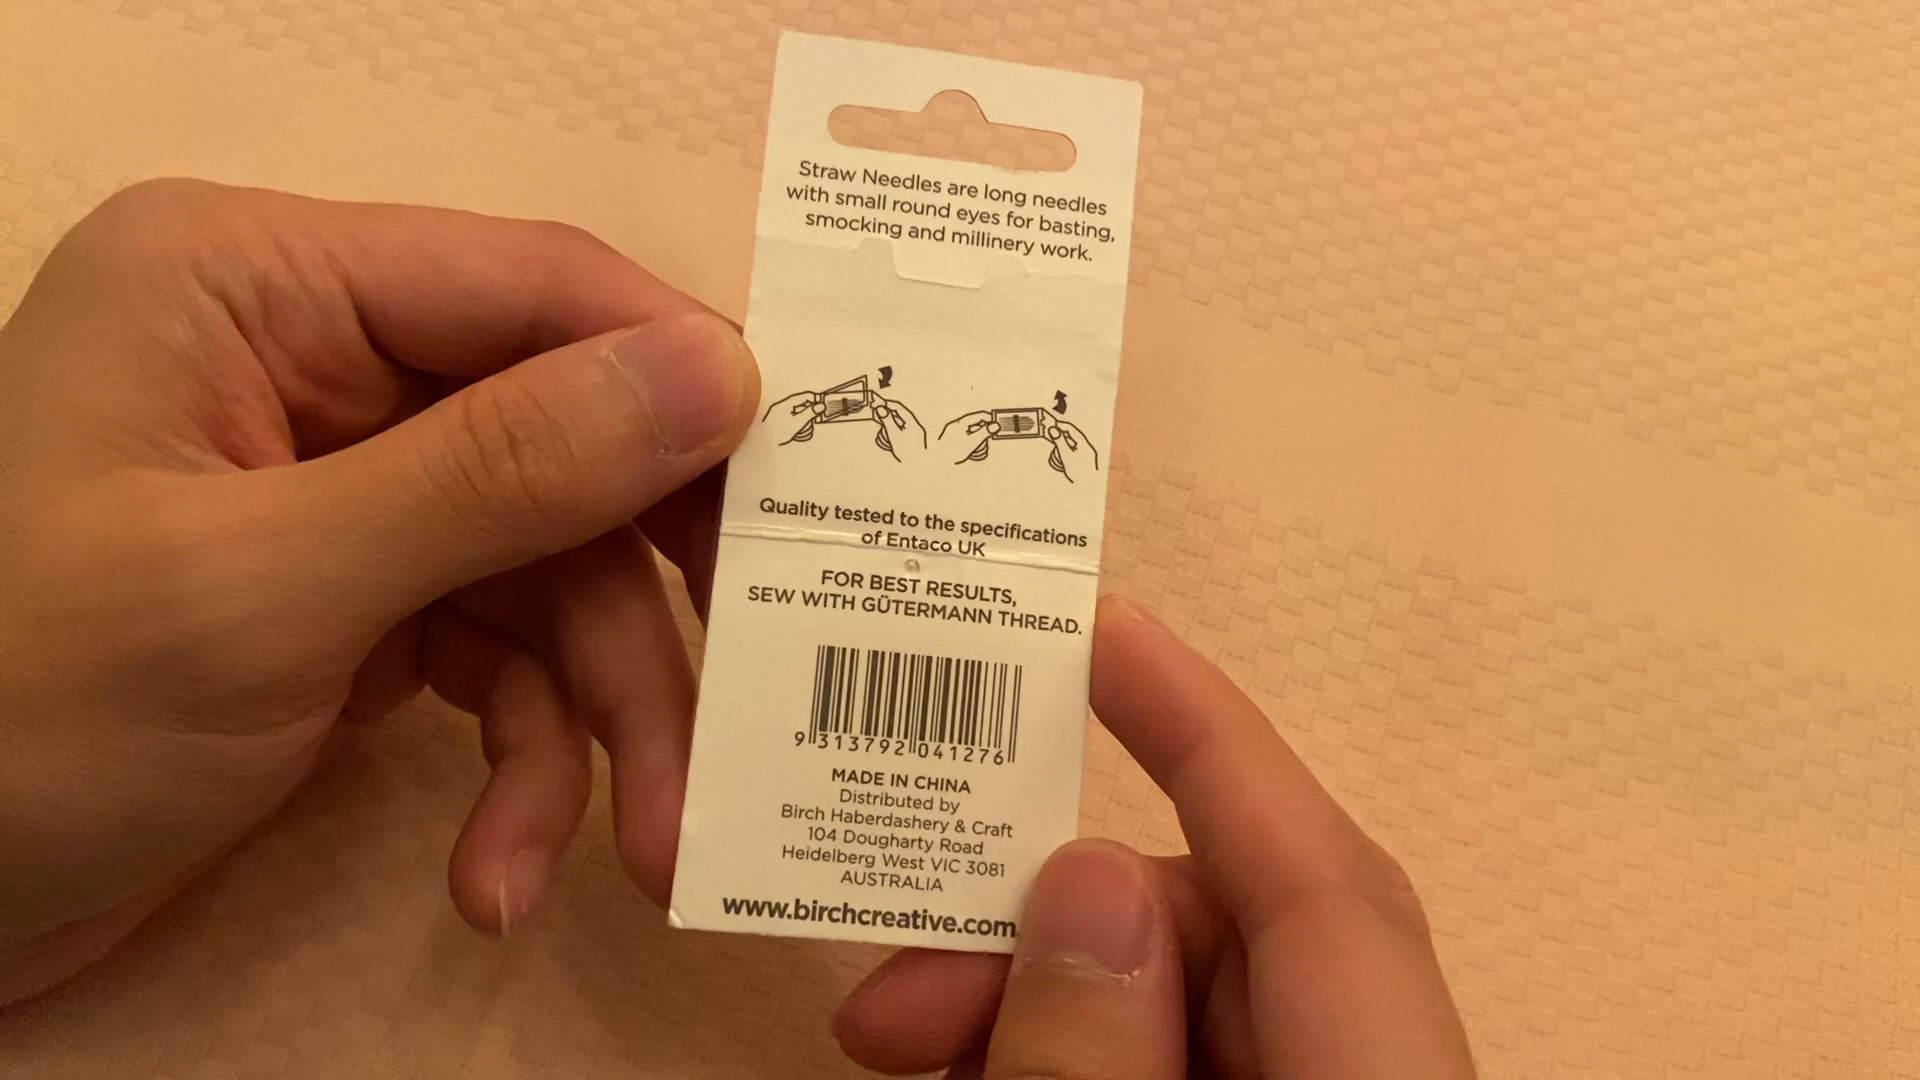 Straw Needles are long needles
with small round eyes for basting,
smocking and millinery work.
Quality tested to the specifications
of Entaco UK
FOR BEST RESULTS,
SEW WITH GÜTERMANN THREAD.
9 313792 041276
MADE IN CHINA
Distributed by
Birch Haberdashery & Craft
104 Dougharty Road
Heidelberg West VIC 3081
AUSTRALIA
www.birchcreative.com.